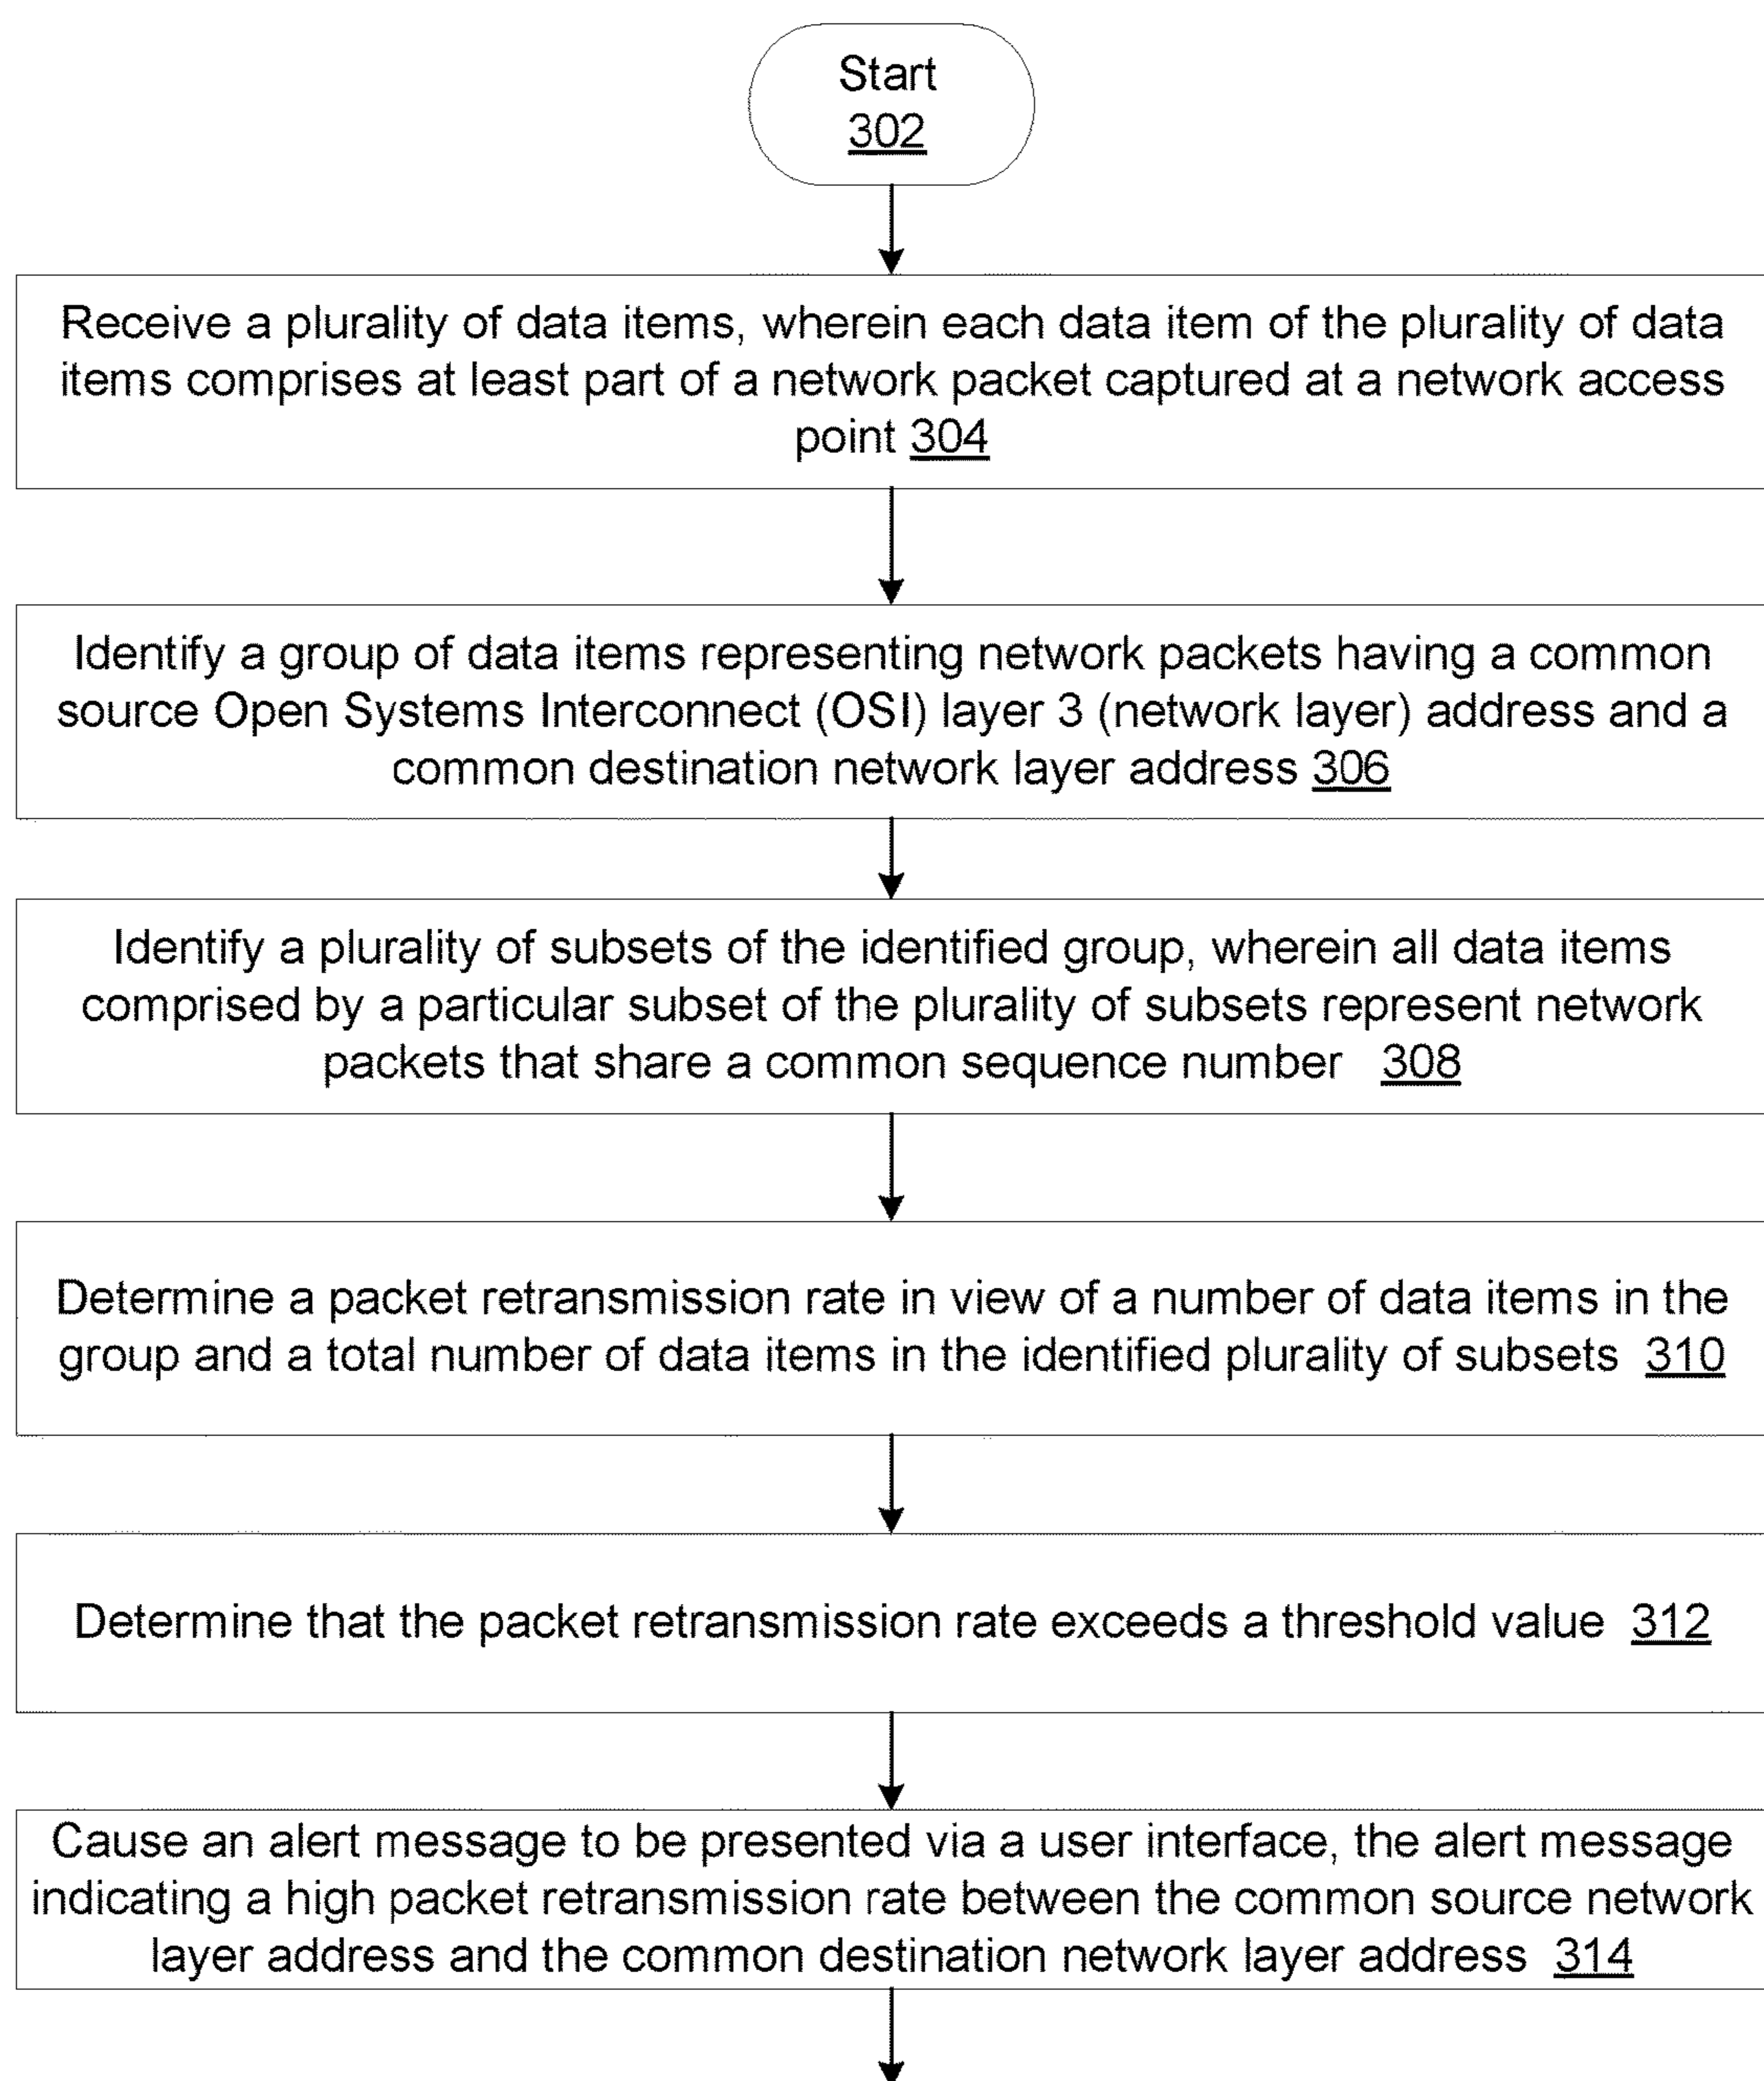 Start
302
Receive a plurality of data items, wherein each data item of the plurality of data
items comprises at least part of a network packet captured at a network access
point 304
Identify a group of data items representing network packets having a common
source Open Systems Interconnect (OSI) layer 3 (network layer) address and a
common destination network layer address 306
Identify a plurality of subsets of the identified group, wherein all data items
comprised by a particular subset of the plurality of subsets represent network
packets that share a common sequence number 308
Determine a packet retransmission rate in view of a number of data items in the
group and a total number of data items in the identified plurality of subsets 310
Determine that the packet retransmission rate exceeds a threshold value 312
Cause an alert message to be presented via a user interface, the alert message
indicating a high packet retransmission rate between the common source network
layer address and the common destination network layer address 314